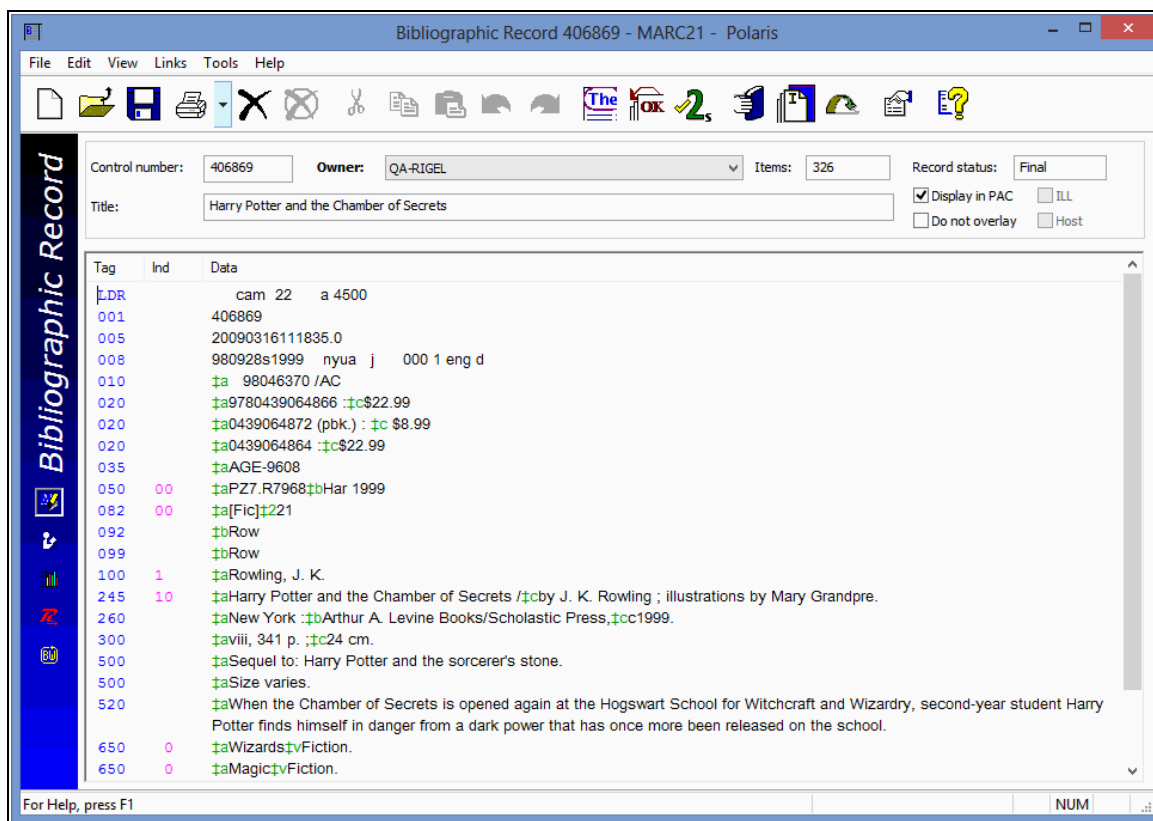 Bibliographic Record 406869 - MARC21 - Polaris
File Edit View Links Tools Help
The OK 2s
Bibliographic Record
Control number: 406869 Owner: QA-RIGEL Items: 326 Record status: Final
Title: Harry Potter and the Chamber of Secrets
Display in PAC ILL
Do not overlay Host
Tag Ind Data
LDR cam 22 a 4500
001 406869
005 20090316111835.0
008 980928s1999 nyua j 000 1 eng d
010 ‡a 98046370 /AC
020 ‡a9780439064866 :‡c$22.99
020 ‡a0439064872 (pbk.) : ‡c $8.99
020 ‡a0439064864 :‡c$22.99
035 ‡aAGE-9608
050 00 ‡aPZ7.R7968‡bHar 1999
082 00 ‡a[Fic]‡221
092 ‡bRow
099 ‡bRow
100 1 ‡aRowling, J. K.
245 10 ‡aHarry Potter and the Chamber of Secrets /‡cby J. K. Rowling ; illustrations by Mary Grandpre.
260 ‡aNew York :‡bArthur A. Levine Books/Scholastic Press,‡cc1999.
300 ‡aviii, 341 p. ;‡c24 cm.
500 ‡aSequel to: Harry Potter and the sorcerer's stone.
500 ‡aSize varies.
520 ‡aWhen the Chamber of Secrets is opened again at the Hogswart School for Witchcraft and Wizardry, second-year student Harry
Potter finds himself in danger from a dark power that has once more been released on the school.
650 0 ‡aWizards‡vFiction.
650 0 ‡aMagic‡vFiction.
For Help, press F1 NUM